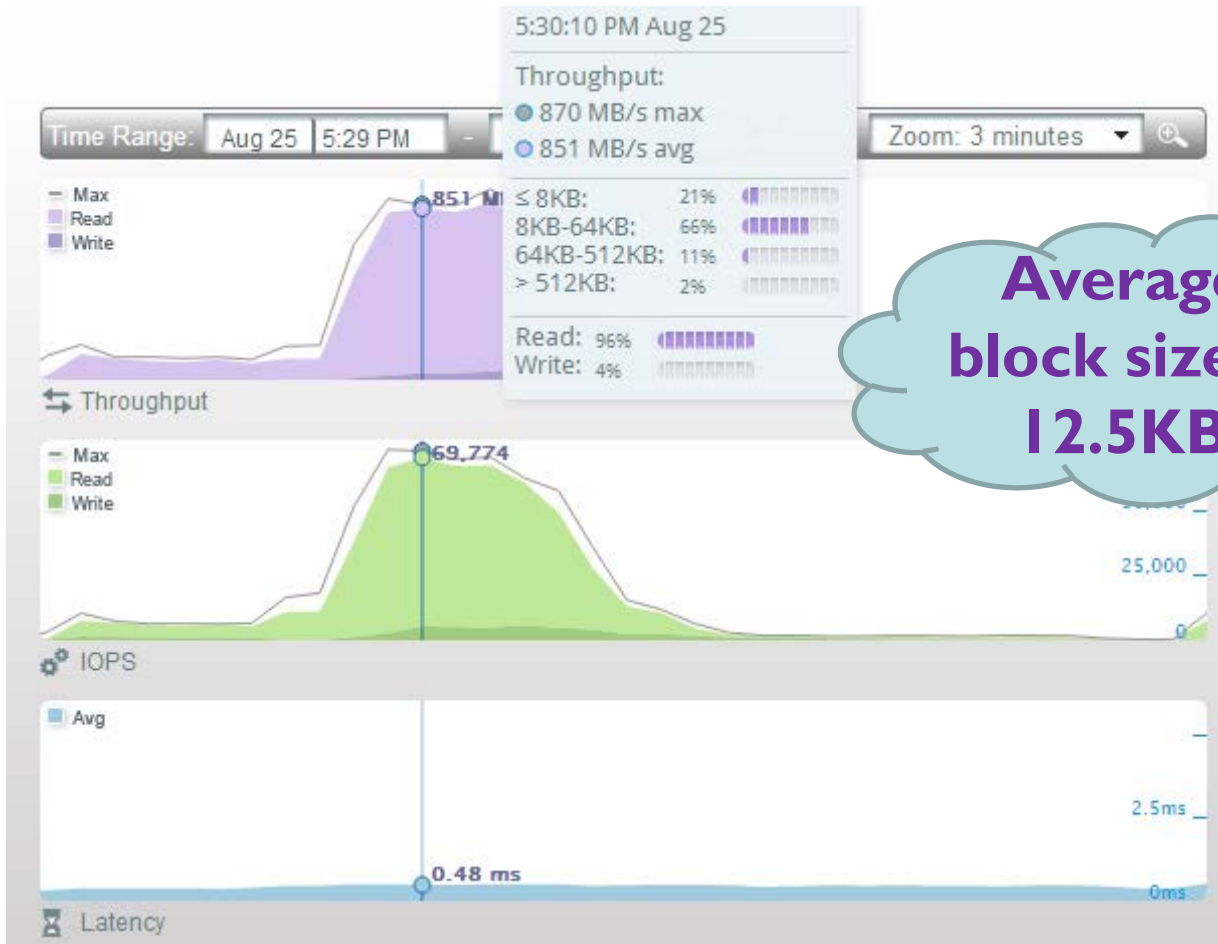 5:30:10 PM Aug 25
Throughput:
870 MB/s max
851 MB/s avg
Time Range: Aug 25 5:29 PM - Zoom: 3 minutes
Max
Read
Write
851
≤ 8KB: 21%
8KB-64KB: 66%
64KB-512KB: 11%
> 512KB: 2%
Read: 96%
Write: 4%
Average
block size
12.5KB
Throughput
Max
Read
Write
69,774
25,000
0
IOPS
Avg
2.5ms
0.48 ms
0ms
Latency